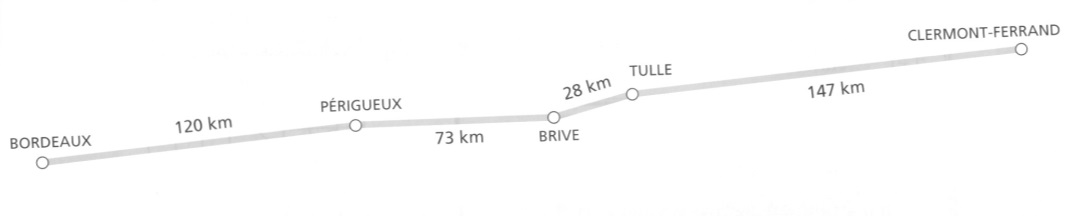 BORDEAUX
120 km
PÉRIGUEUX
73 km
BRIVE
28 km
TULLE
147 km
CLERMONT-FERRAND